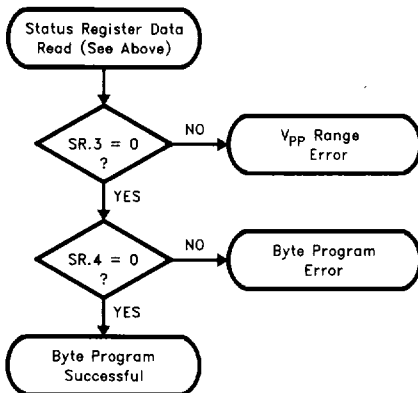 Status Register Data
Read (See Above)
SR.3 = 0
?
NO
VPP Range
Error
YES
SR.4 = 0
?
NO
Byte Program
Error
YES
Byte Program
Successful